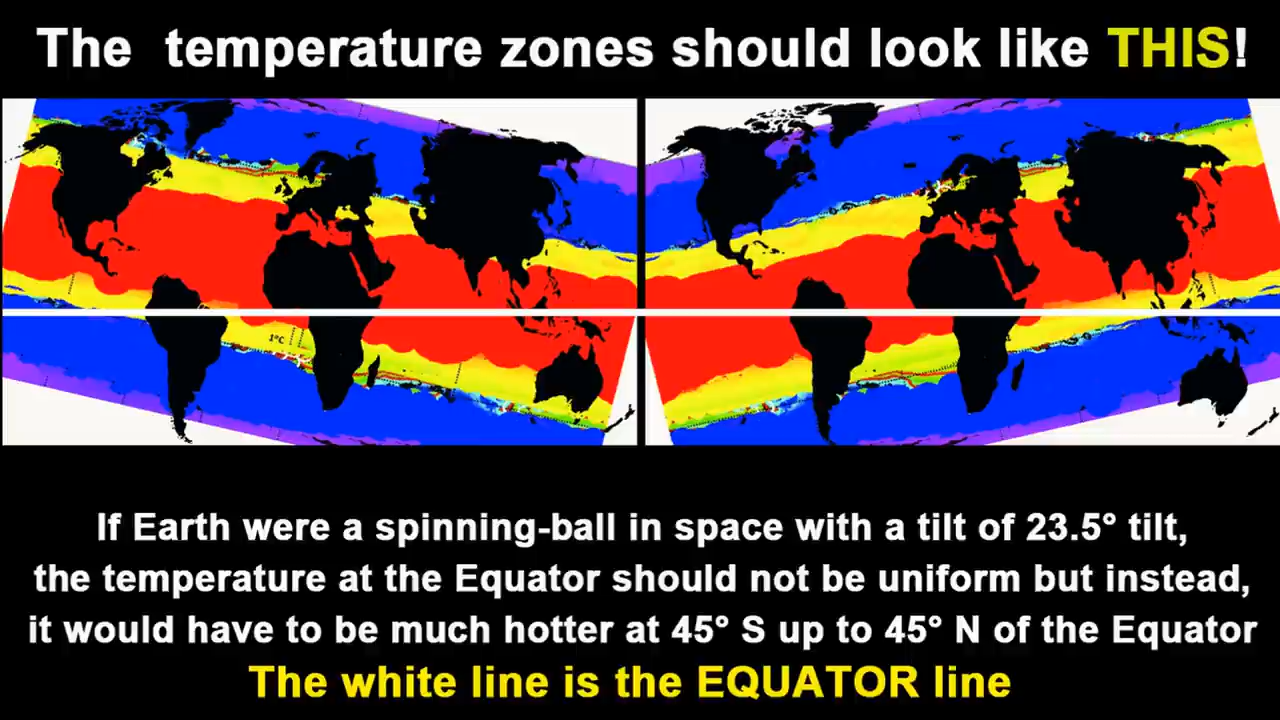 The temperature zones should look like THIS!
1°C
If Earth were a spinning-ball in space with a tilt of 23.5° tilt,
the temperature at the Equator should not be uniform but instead,
it would have to be much hotter at 45° S up to 45° N of the Equator
The white line is the EQUATOR line